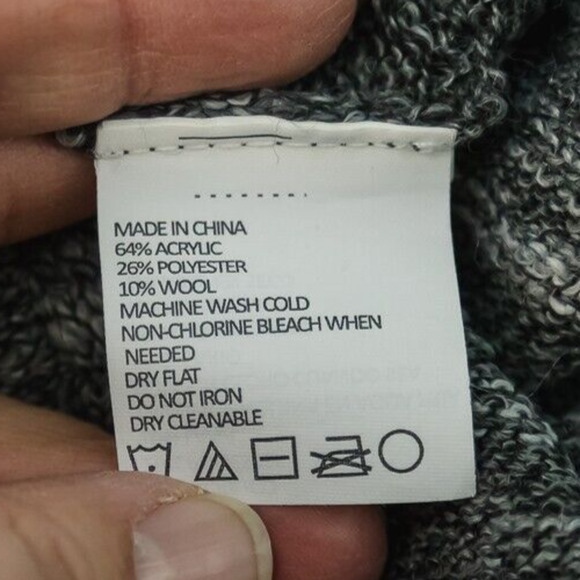 MADE IN CHINA
64% ACRYLIC
26% POLYESTER
10% WOOL
MACHINE WASH COLD
NON-CHLORINE BLEACH WHEN
NEEDED
DRY FLAT
DO NOT IRON
DRY CLEANABLE